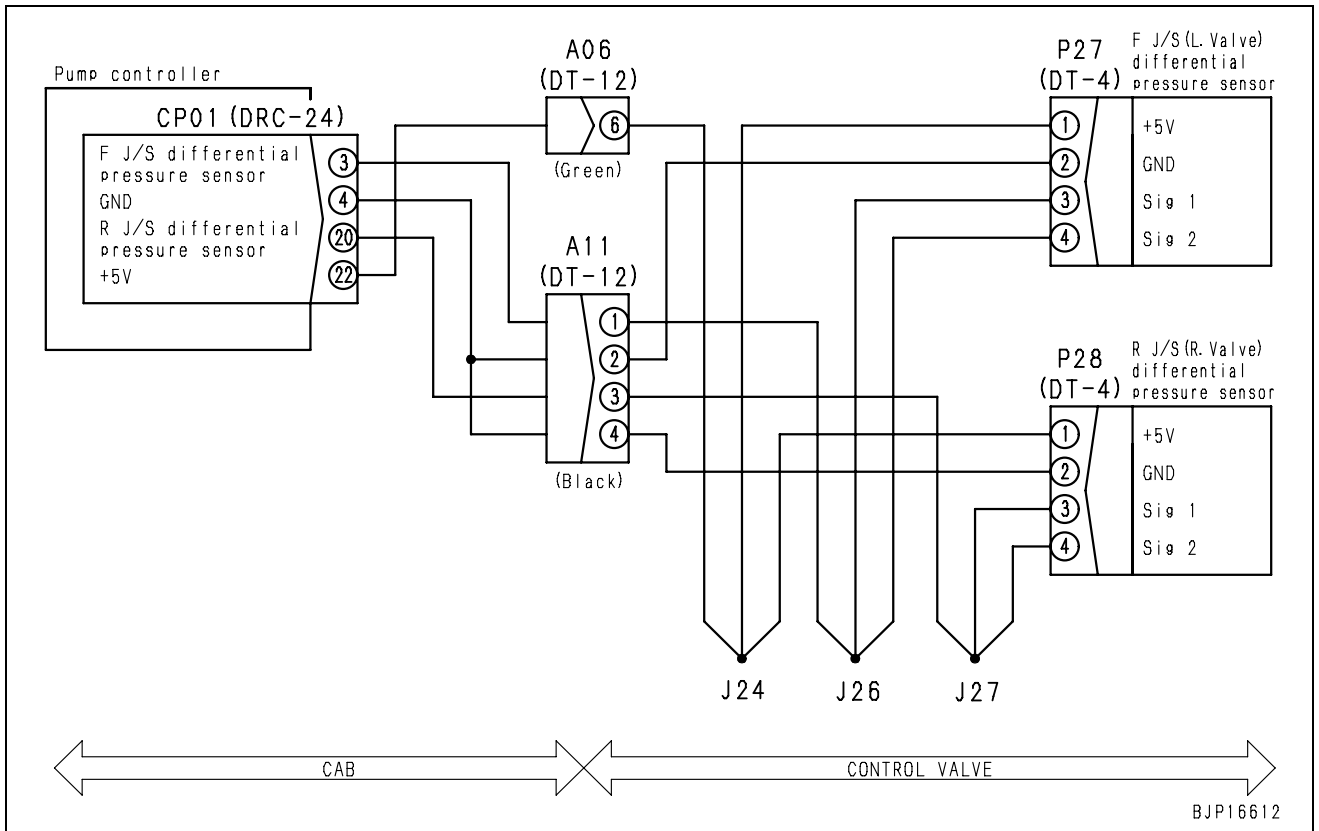 Pump controller
CP01 (DRC-24)
F J/S differential
pressure sensor
GND
R J/S differential
pressure sensor
+5V
3
4
20
22
A06
(DT-12)
6
(Green)
A11
(DT-12)
1
2
3
4
(Black)
P27
(DT-4)
F J/S(L.Valve)
differential
pressure sensor
1 +5V
2 GND
3 Sig 1
4 Sig 2
P28
(DT-4)
R J/S(R.Valve)
differential
pressure sensor
1 +5V
2 GND
3 Sig 1
4 Sig 2
J24 J26 J27
CAB CONTROL VALVE
BJP16612